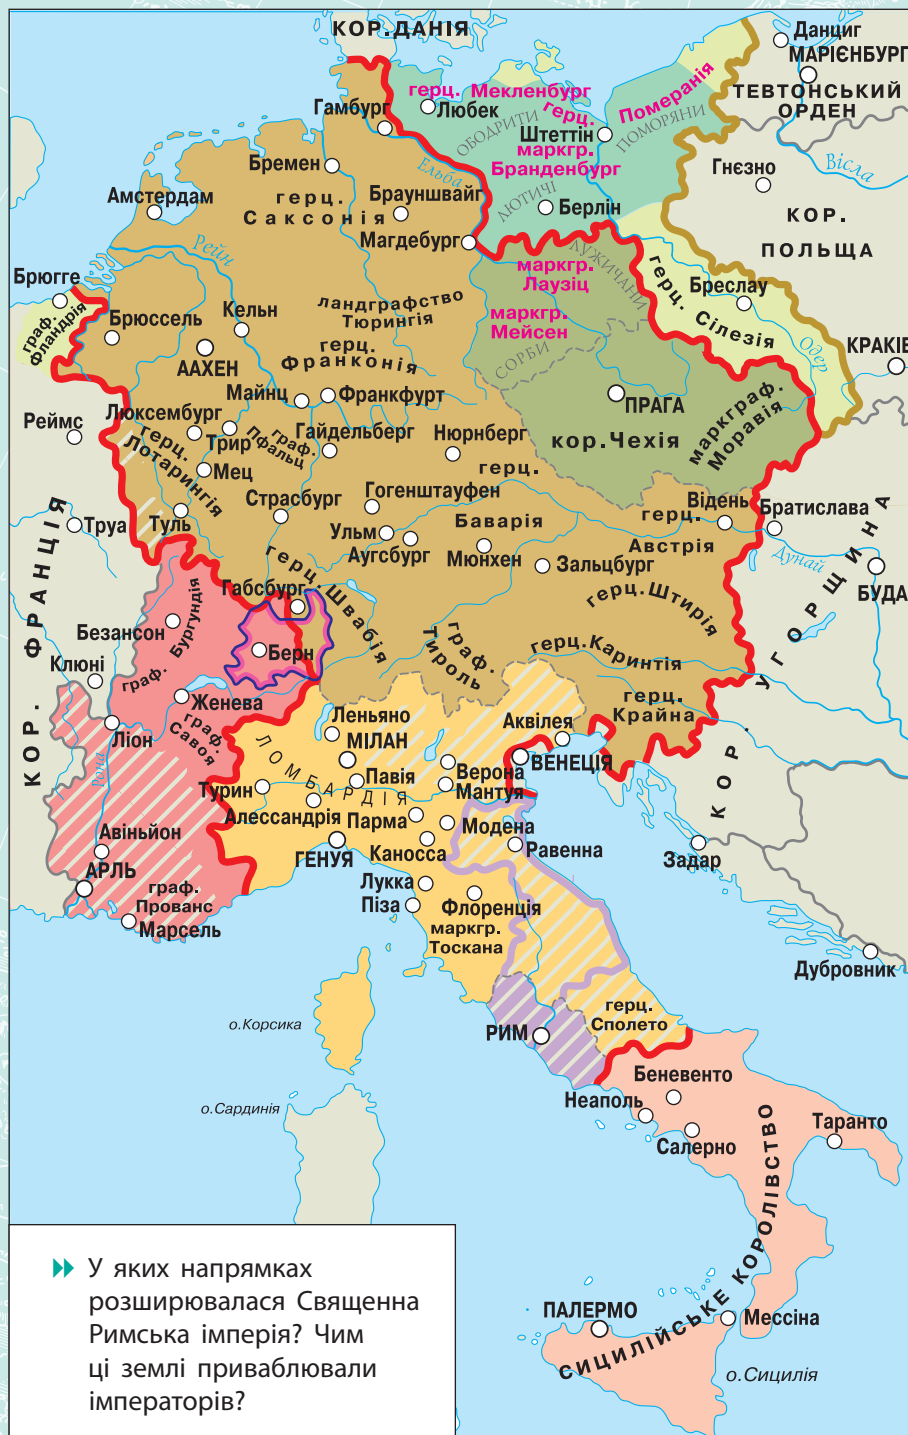 КОР. ДАНІЯ
Данциг
МАРІЄНБУРГ
ТЕВТОНСЬКИЙ
ОРДЕН
герц. Мекленбург
Любек
Гамбург
ОБОДРИТИ
герц.
Померанія
Штеттін
ПОМОРЯНИ
маркгр.
Бранденбург
Бремен
Ельба
ЛЮТИЧІ
Берлін
Гнєзно
Вісла
КОР.
ПОЛЬЩА
герц.
Саксонія
Амстердам
Брауншвайг
Магдебург
Рейн
ЛУЖИЧАНИ
маркгр.
Лаузіц
Бреслау
герц. Сілезія
Одер
КРАКІВ
Брюгге
граф.
Фландрія
Брюссель
Кельн
ландграфство
Тюрингія
маркгр.
Мейсен
СОРБИ
ААХЕН
герц.
Франконія
Майнц
Франкфурт
ПРАГА
кор.Чехія
маркграф.
Моравія
Реймс
Люксембург
герц.
Лотарингія
Трир
граф.
Пфальц
Гайдельберг
Нюрнберг
герц.
Баварія
Мец
Страсбург
Гогенштауфен
Відень
Братислава
Труа
Туль
Ульм
Аугсбург
Мюнхен
Зальцбург
герц.
Австрія
Дунай
БУДА
КОР. ФРАНЦІЯ
КОР. УГОРЩИНА
Габсбург
герц. Швабія
герц.Штирія
Безансон
граф. Бургундія
Берн
граф.
Тироль
герц.Каринтія
Клюні
Женева
граф.
Савоя
герц.
Крайна
Ліон
Рона
Леньяно
МІЛАН
Аквілея
ВЕНЕЦІЯ
ЛОМБАРДІЯ
Турин
Павія
Верона
Мантуя
Алессандрія
Парма
Модена
Авіньйон
ГЕНУЯ
Каносса
Равенна
Задар
АРЛЬ
граф.
Прованс
Марсель
Лукка
Піза
Флоренція
маркгр.
Тоскана
Дубровник
о.Корсика
РИМ
герц.
Сполето
о.Сардинія
Беневенто
Неаполь
Салерно
Таранто
СИЦИЛІЙСЬКЕ КОРОЛІВСТВО
ПАЛЕРМО
Мессіна
о.Сицилія
У яких напрямках
розширювалася Священна
Римська імперія? Чим
ці землі приваблювали
імператорів?